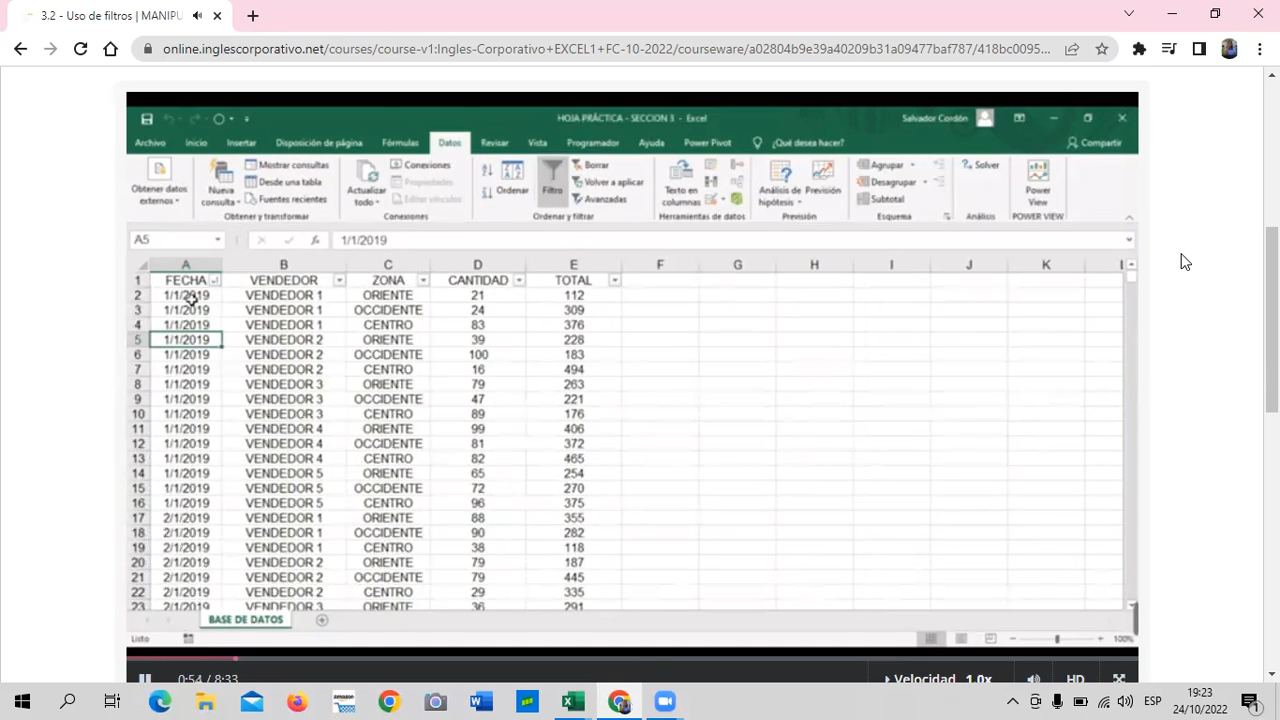 3.2 - Uso de filtros | MANIPU
online.inglescorporativo.net/courses/course-v1:Ingles-Corporativo+EXCEL1+FC-10-2022/courseware/a02804b9e39a40209b31a09477baf787/418bc0095...
HOJA PRÁCTICA - SECCION 3 - Excel
Salvador Cordón
Archivo Inicio Insertar Disposición de página Fórmulas Datos Revisar Vista Programador Ayuda Power Pivot ¿Qué desea hacer? Compartir
Obtener datos externos
Nueva consulta
Mostrar consultas
Desde una tabla
Fuentes recientes
Obtener y transformar
Actualizar todo
Conexiones
Propiedades
Editar vínculos
Conexiones
Ordenar
Filtro
Borrar
Volver a aplicar
Avanzadas
Ordenar y filtrar
Texto en columnas
Herramientas de datos
Análisis de hipótesis
Previsión
Previsión
Agrupar
Desagrupar
Subtotal
Esquema
Solver
Análisis
Power View
POWER VIEW
A5 fx 1/1/2019
A B C D E F G H I J K
1 FECHA VENDEDOR ZONA CANTIDAD TOTAL
2 1/1/2019 VENDEDOR 1 ORIENTE 21 112
3 1/1/2019 VENDEDOR 1 OCCIDENTE 24 309
4 1/1/2019 VENDEDOR 1 CENTRO 83 376
5 1/1/2019 VENDEDOR 2 ORIENTE 39 228
6 1/1/2019 VENDEDOR 2 OCCIDENTE 100 183
7 1/1/2019 VENDEDOR 2 CENTRO 16 494
8 1/1/2019 VENDEDOR 3 ORIENTE 79 263
9 1/1/2019 VENDEDOR 3 OCCIDENTE 47 221
10 1/1/2019 VENDEDOR 3 CENTRO 89 176
11 1/1/2019 VENDEDOR 4 ORIENTE 99 406
12 1/1/2019 VENDEDOR 4 OCCIDENTE 81 372
13 1/1/2019 VENDEDOR 4 CENTRO 82 465
14 1/1/2019 VENDEDOR 5 ORIENTE 65 254
15 1/1/2019 VENDEDOR 5 OCCIDENTE 72 270
16 1/1/2019 VENDEDOR 5 CENTRO 96 375
17 2/1/2019 VENDEDOR 1 ORIENTE 88 355
18 2/1/2019 VENDEDOR 1 OCCIDENTE 90 282
19 2/1/2019 VENDEDOR 1 CENTRO 38 118
20 2/1/2019 VENDEDOR 2 ORIENTE 79 187
21 2/1/2019 VENDEDOR 2 OCCIDENTE 79 445
22 2/1/2019 VENDEDOR 2 CENTRO 29 335
23 2/1/2019 VENDEDOR 3 ORIENTE 36 291
BASE DE DATOS
Listo 100%
0:54 / 8:33 Velocidad 1.0x HD
amazon
ESP
19:23
24/10/2022
1